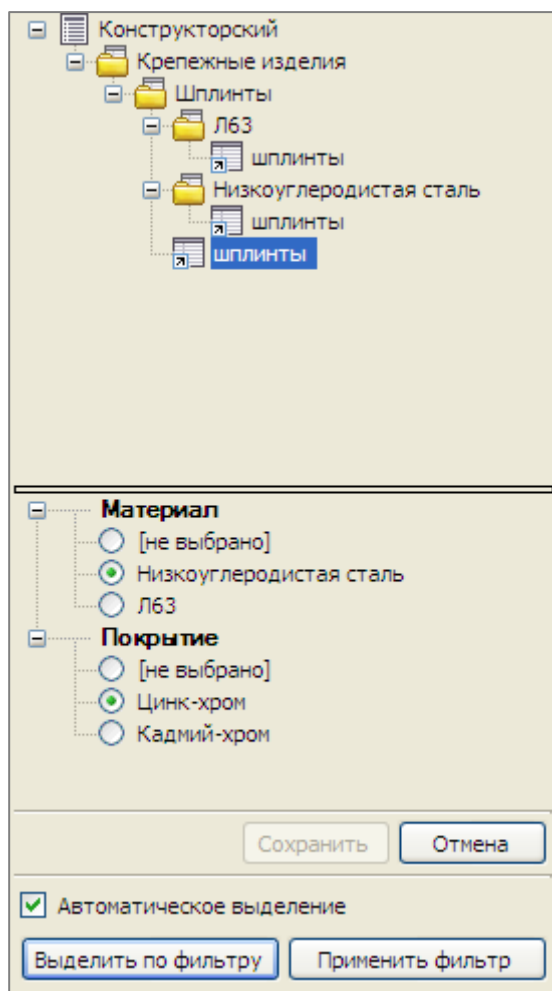 Конструкторский
Крепежные изделия
Шплинты
Л63
шплинты
Низкоуглеродистая сталь
шплинты
шплинты
Материал
[не выбрано]
Низкоуглеродистая сталь
Л63
Покрытие
[не выбрано]
Цинк-хром
Кадмий-хром
Сохранить Отмена
Автоматическое выделение
Выделить по фильтру Применить фильтр